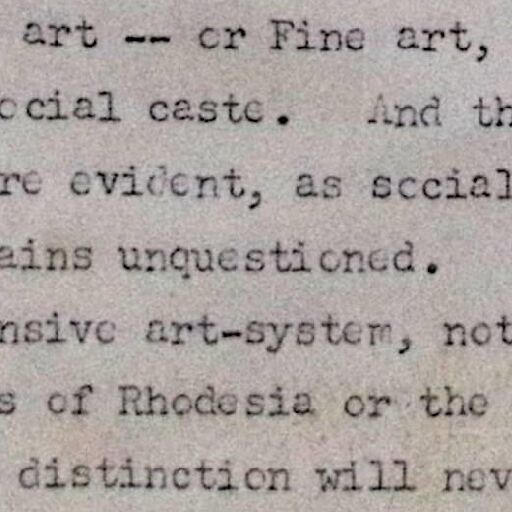 art -- or Fine art,
ocial caste. And th
re evident, as social
ains unquestioned.
nsive art-system, not
s of Rhodesia or the
distinction will nev